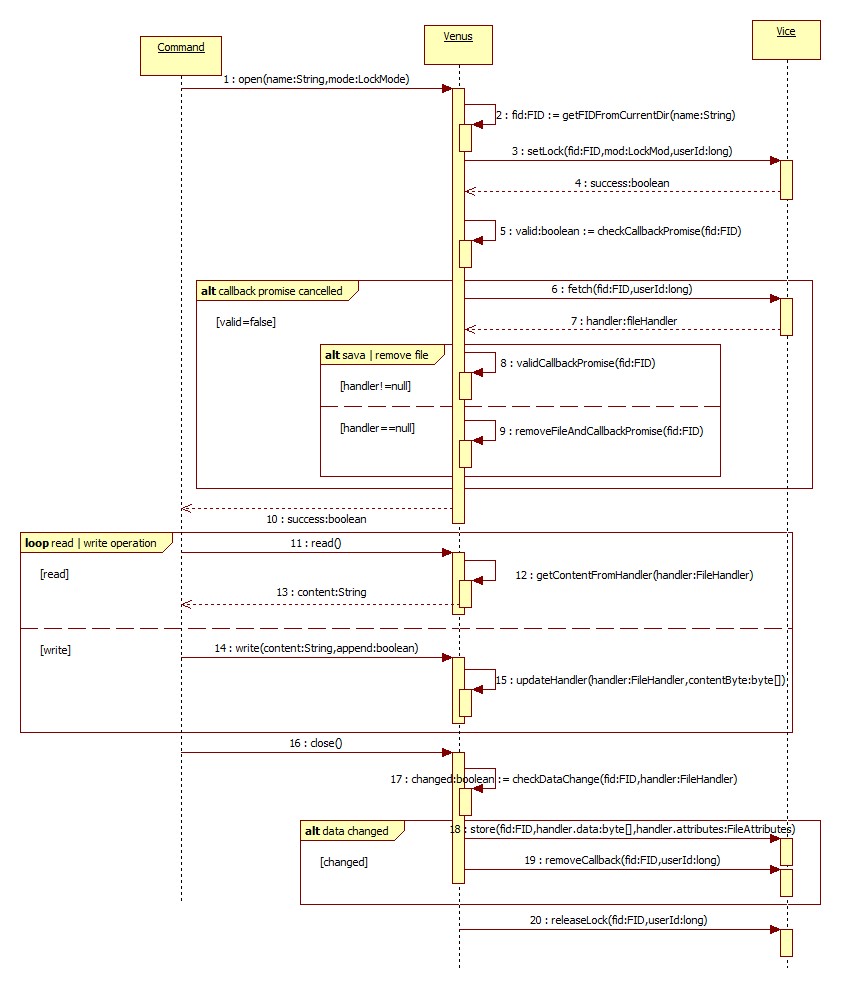 Command
Venus
Vice
1 : open(name:String,mode:LockMode)
2 : fid:FID := getFIDFromCurrentDir(name:String)
3 : setLock(fid:FID,mod:LockMod,userId:long)
4 : success:boolean
5 : valid:boolean := checkCallbackPromise(fid:FID)
alt callback promise cancelled
6 : fetch(fid:FID,userId:long)
[valid=false]
7 : handler:fileHandler
alt sava | remove file
8 : validCallbackPromise(fid:FID)
[handler!=null]
[handler==null]
9 : removeFileAndCallbackPromise(fid:FID)
10 : success:boolean
loop read | write operation
11 : read()
[read]
12 : getContentFromHandler(handler:FileHandler)
13 : content:String
[write]
14 : write(content:String,append:boolean)
15 : updateHandler(handler:FileHandler,contentByte:byte[])
16 : close()
17 : changed:boolean := checkDataChange(fid:FID,handler:FileHandler)
alt data changed
18 : store(fid:FID,handler.data:byte[],handler.attributes:FileAttributes)
[changed]
19 : removeCallback(fid:FID,userId:long)
20 : releaseLock(fid:FID,userId:long)